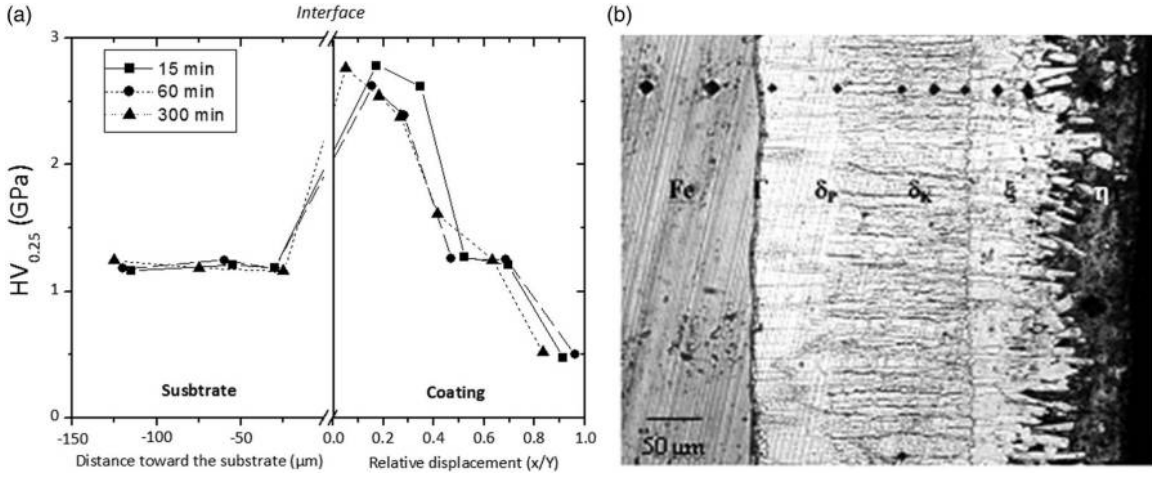 (a)
Interface
3
2
1
0
HV0.25 (GPa)
15 min
60 min
300 min
Susbtrate
Coating
-150
-100
-50
0.0
0.2
0.4
0.6
0.8
1.0
Distance toward the substrate (μm)
Relative displacement (x/Y)
(b)
Fe
Γ
δP
δK
ξ
η
50 μm